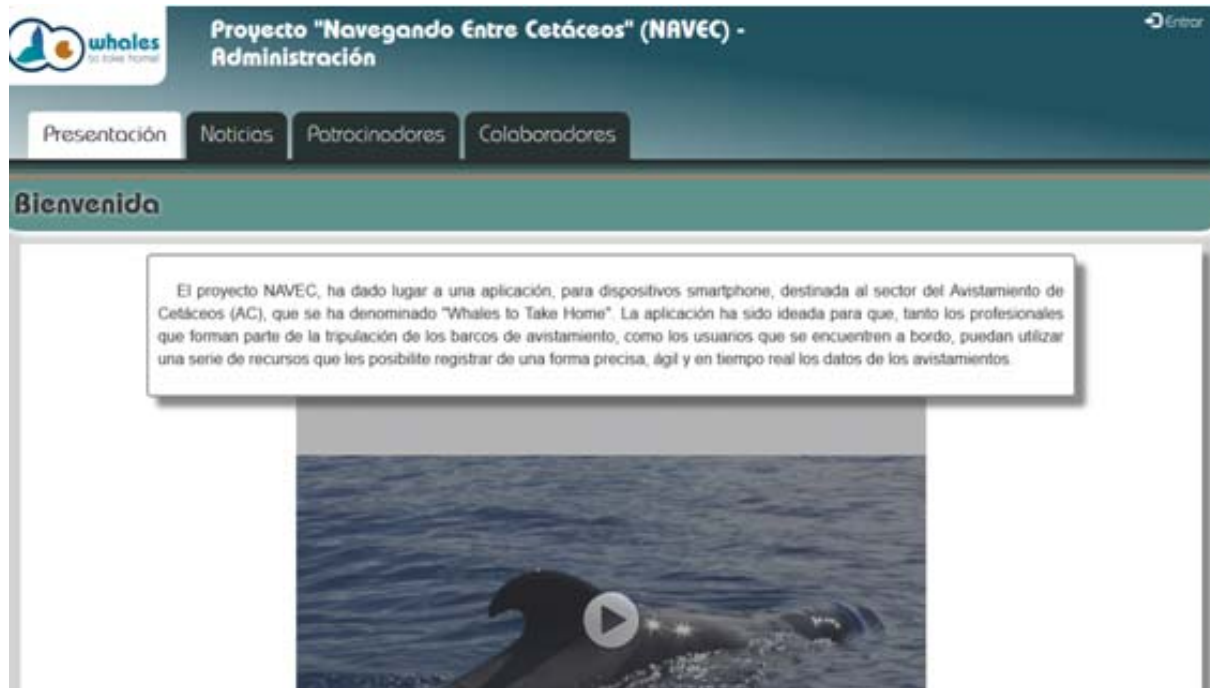 whales
to take home!
Proyecto "Navegando Entre Cetáceos" (NAVEC) -
Administración
Entrar
Presentación
Noticias
Patrocinadores
Colaboradores
Bienvenida
El proyecto NAVEC, ha dado lugar a una aplicación, para dispositivos smartphone, destinada al sector del Avistamiento de
Cetáceos (AC), que se ha denominado "Whales to Take Home". La aplicación ha sido ideada para que, tanto los profesionales
que forman parte de la tripulación de los barcos de avistamiento, como los usuarios que se encuentren a bordo, puedan utilizar
una serie de recursos que les posibilite registrar de una forma precisa, ágil y en tiempo real los datos de los avistamientos.